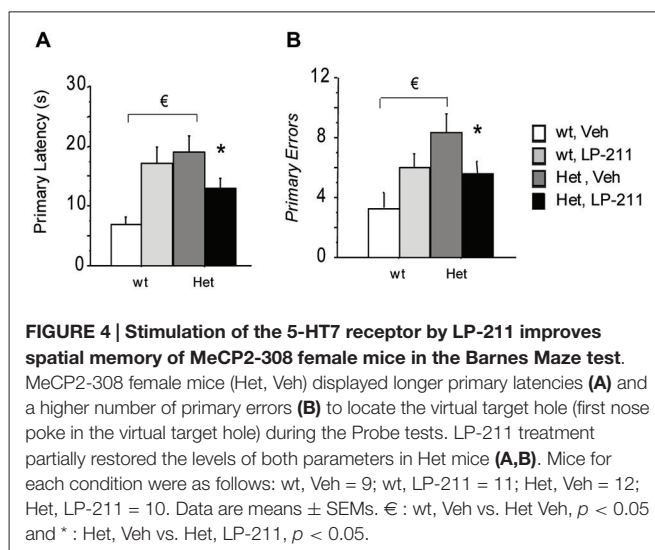 A
B
Primary Latency (s)
30
20
10
0
€
*
wt
Het
Primary Errors
12
8
4
0
€
*
wt
Het
wt, Veh
wt, LP-211
Het, Veh
Het, LP-211
FIGURE 4 | Stimulation of the 5-HT7 receptor by LP-211 improves
spatial memory of MeCP2-308 female mice in the Barnes Maze test.
MeCP2-308 female mice (Het, Veh) displayed longer primary latencies (A) and
a higher number of primary errors (B) to locate the virtual target hole (first nose
poke in the virtual target hole) during the Probe tests. LP-211 treatment
partially restored the levels of both parameters in Het mice (A,B). Mice for
each condition were as follows: wt, Veh = 9; wt, LP-211 = 11; Het, Veh = 12;
Het, LP-211 = 10. Data are means ± SEMs. € : wt, Veh vs. Het Veh, p < 0.05
and * : Het, Veh vs. Het, LP-211, p < 0.05.